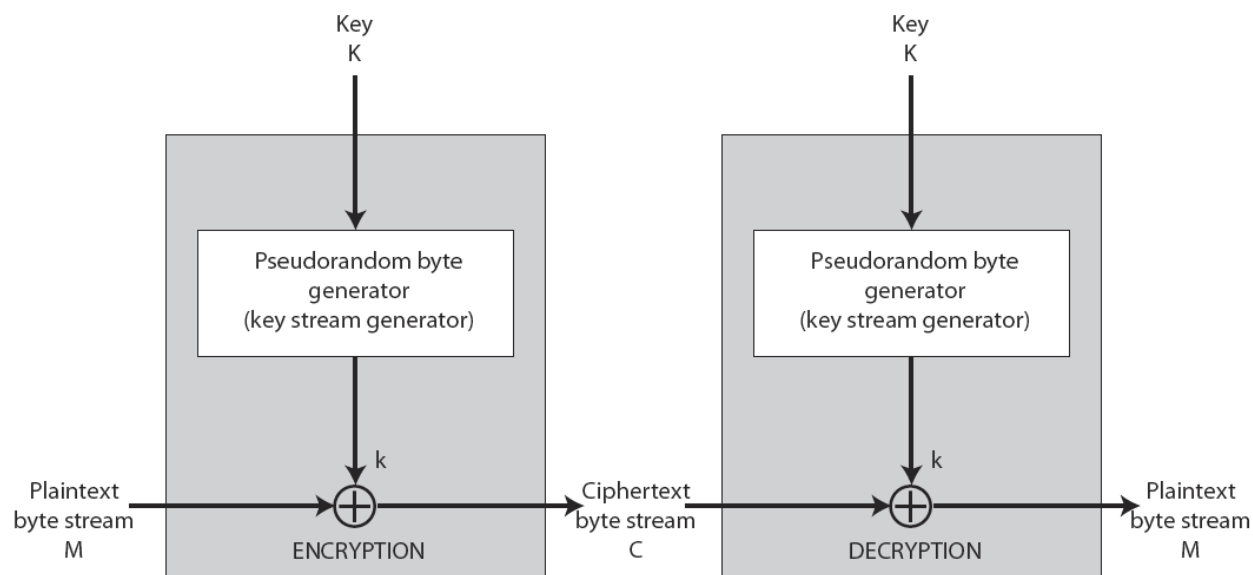 Key
K
Key
K
Pseudorandom byte
generator
(key stream generator)
Pseudorandom byte
generator
(key stream generator)
k
k
Plaintext
byte stream
M
ENCRYPTION
Ciphertext
byte stream
C
DECRYPTION
Plaintext
byte stream
M